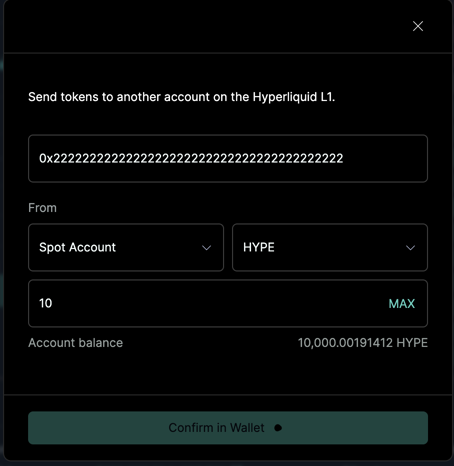 Send tokens to another account on the Hyperliquid L1.
0x2222222222222222222222222222222222222222
From
Spot Account
HYPE
10
MAX
Account balance
10,000.00191412 HYPE
Confirm in Wallet